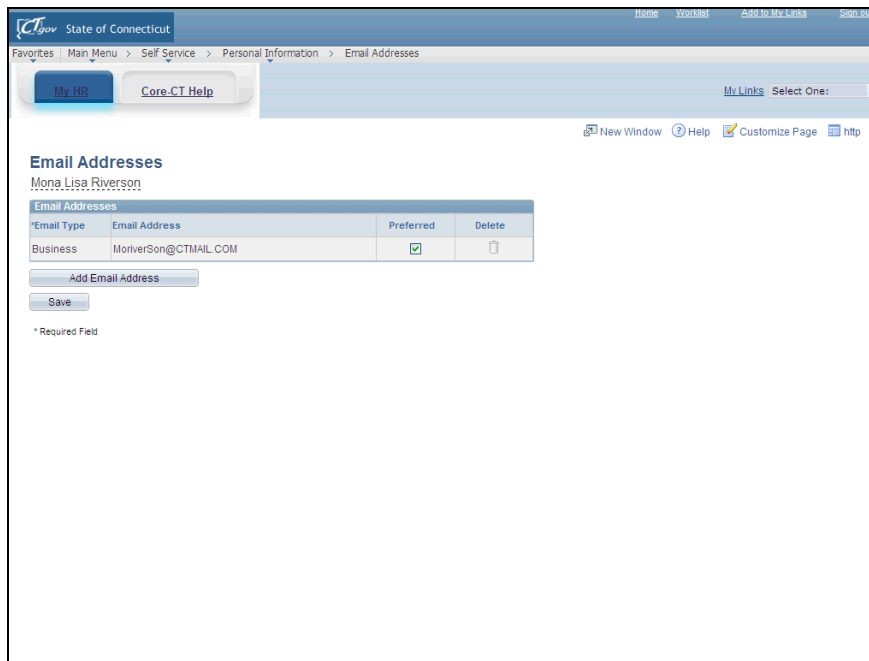 Home Worklist Add to My Links Sign ou
CT.gov State of Connecticut
Favorites Main Menu > Self Service > Personal Information > Email Addresses
My HR Core-CT Help
My Links Select One:
New Window Help Customize Page http
Email Addresses
Mona Lisa Riverson
Email Addresses
*Email Type Email Address Preferred Delete
Business MoriverSon@CTMAIL.COM
Add Email Address
Save
* Required Field